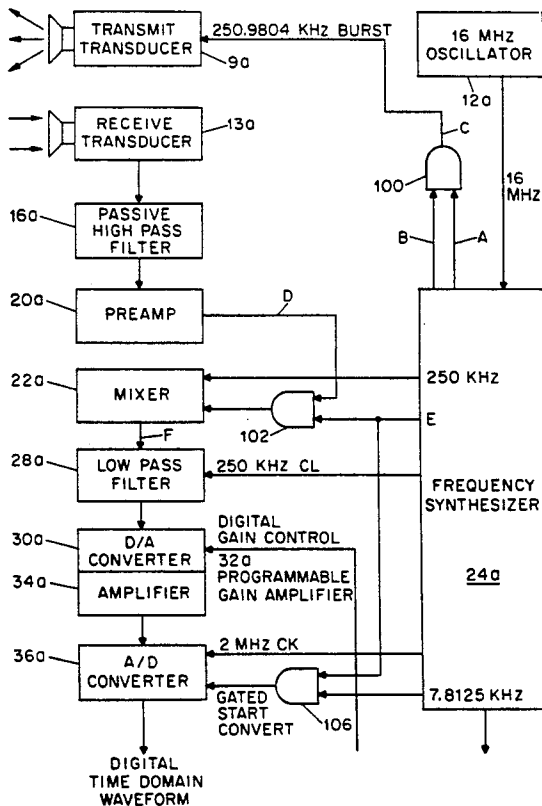 TRANSMIT
TRANSDUCER
9a
250.9804 KHz BURST
16 MHz
OSCILLATOR
12a
RECEIVE
TRANSDUCER
13a
C
100
16
MHz
B
A
16a
PASSIVE
HIGH PASS
FILTER
20a
PREAMP
D
22a
MIXER
250 KHz
102
E
F
28a
LOW PASS
FILTER
250 KHz CL
FREQUENCY
SYNTHESIZER
24a
30a
D/A
CONVERTER
DIGITAL
GAIN CONTROL
32a
PROGRAMMABLE
GAIN AMPLIFIER
34a
AMPLIFIER
36a
A/D
CONVERTER
2 MHz CK
7.8125 KHz
GATED
START
CONVERT
106
DIGITAL
TIME DOMAIN
WAVEFORM